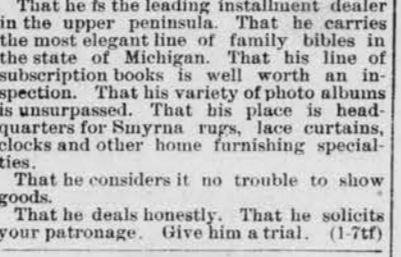 That he is the leading installment dealer
in the upper peninsula. That he carries
the most elegant line of family bibles in
the state of Michigan. That his line of
subscription books is well worth an in-
spection. That his variety of photo albums
is unsurpassed. That his place is head-
quarters for Smyrna rugs, lace curtains,
clocks and other home furnishing special-
ties.
That he considers it no trouble to show
goods.
That he deals honestly. That he solicits
your patronage. Give him a trial. (1-7tf)